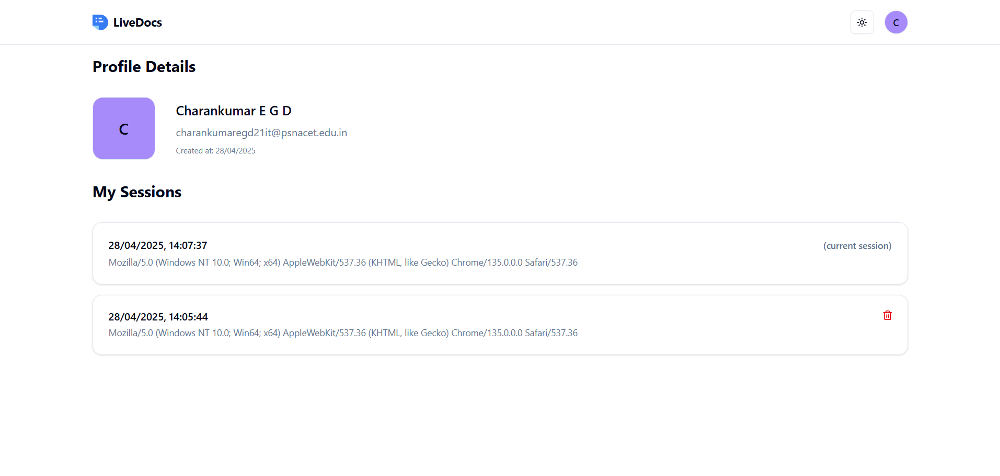 LiveDocs
C
Profile Details
C
Charankumar E G D
charankumaregd21it@psnacet.edu.in
Created at: 28/04/2025
My Sessions
28/04/2025, 14:07:37
(current session)
Mozilla/5.0 (Windows NT 10.0; Win64; x64) AppleWebKit/537.36 (KHTML, like Gecko) Chrome/135.0.0.0 Safari/537.36
28/04/2025, 14:05:44
Mozilla/5.0 (Windows NT 10.0; Win64; x64) AppleWebKit/537.36 (KHTML, like Gecko) Chrome/135.0.0.0 Safari/537.36